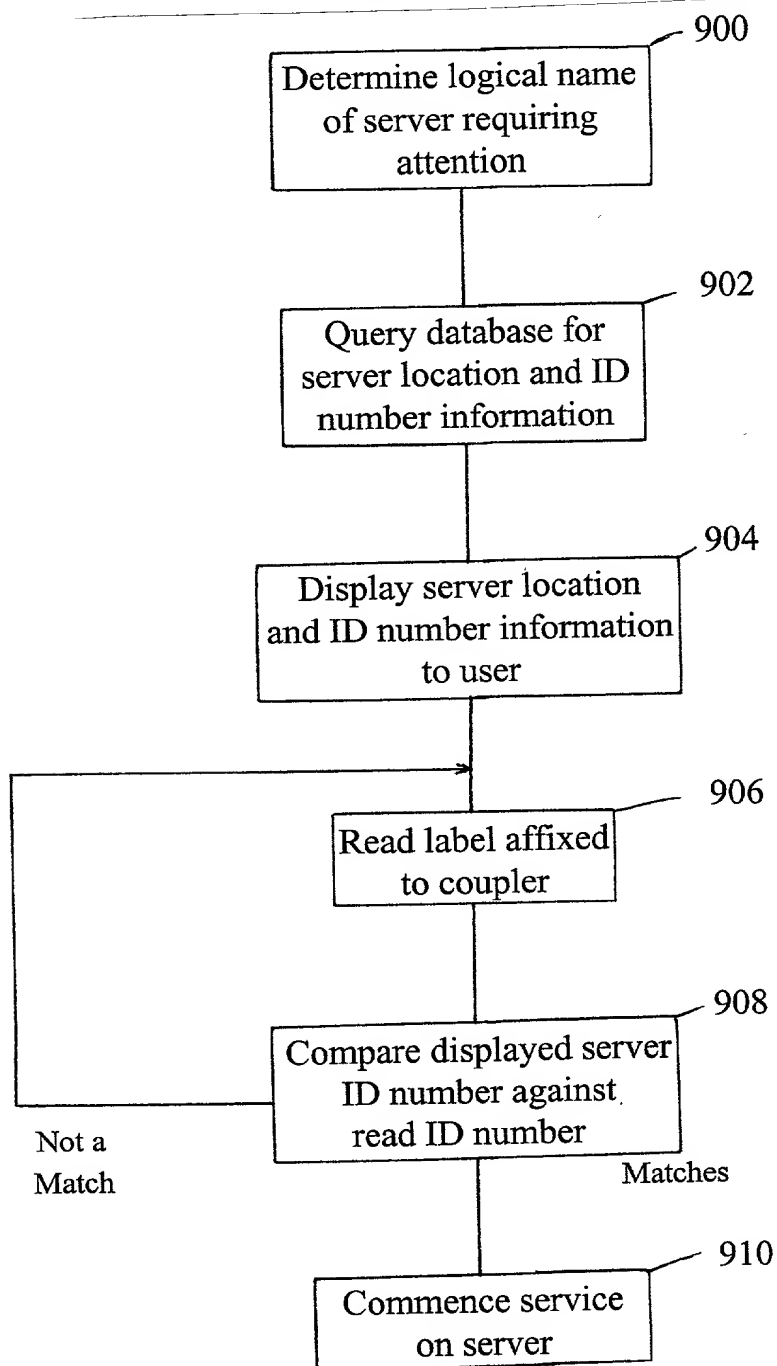 900
Determine logical name
of server requiring
attention
902
Query database for
server location and ID
number information
904
Display server location
and ID number information
to user
906
Read label affixed
to coupler
908
Compare displayed server
ID number against
read ID number
Not a
Match
Matches
910
Commence service
on server